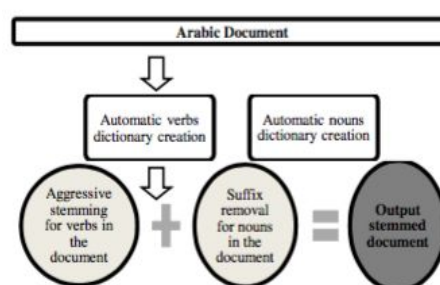 Arabic Document
Automatic verbs
dictionary creation
Automatic nouns
dictionary creation
Aggressive
stemming
for verbs in
the
document
Suffix
removal
for nouns
in the
document
Output
stemmed
document